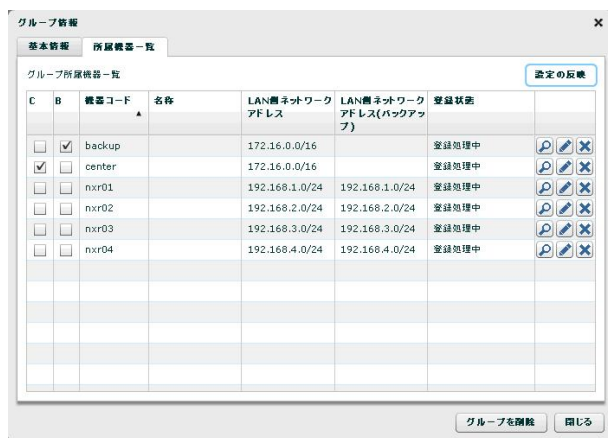 グループ情報
基本情報 所属機器一覧
グループ所属機器一覧 設定の反映
C B 機器コード 名称 LAN側ネットワークアドレス LAN側ネットワークアドレス(バックアップ) 登録状態
backup 172.16.0.0/16 登録処理中
center 172.16.0.0/16 登録処理中
nxr01 192.168.1.0/24 192.168.1.0/24 登録処理中
nxr02 192.168.2.0/24 192.168.2.0/24 登録処理中
nxr03 192.168.3.0/24 192.168.3.0/24 登録処理中
nxr04 192.168.4.0/24 192.168.4.0/24 登録処理中
グループを削除 閉じる